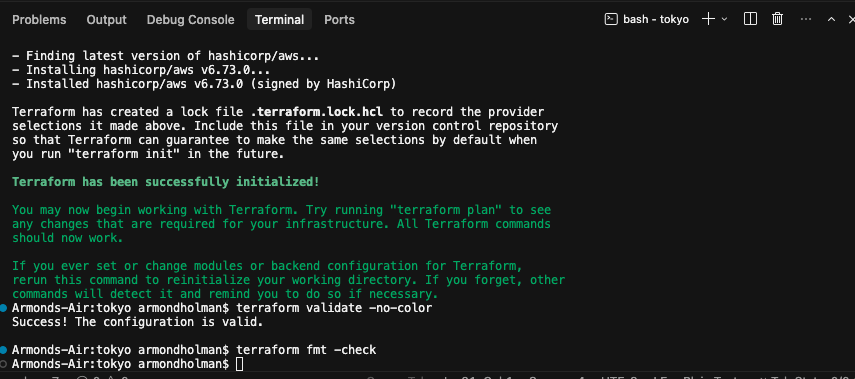 Problems Output Debug Console Terminal Ports bash - tokyo
- Finding latest version of hashicorp/aws...
- Installing hashicorp/aws v6.73.0...
- Installed hashicorp/aws v6.73.0 (signed by HashiCorp)
Terraform has created a lock file .terraform.lock.hcl to record the provider
selections it made above. Include this file in your version control repository
so that Terraform can guarantee to make the same selections by default when
you run "terraform init" in the future.
Terraform has been successfully initialized!
You may now begin working with Terraform. Try running "terraform plan" to see
any changes that are required for your infrastructure. All Terraform commands
should now work.
If you ever set or change modules or backend configuration for Terraform,
rerun this command to reinitialize your working directory. If you forget, other
commands will detect it and remind you to do so if necessary.
Armonds-Air:tokyo armondholman$ terraform validate -no-color
Success! The configuration is valid.
Armonds-Air:tokyo armondholman$ terraform fmt -check
Armonds-Air:tokyo armondholman$